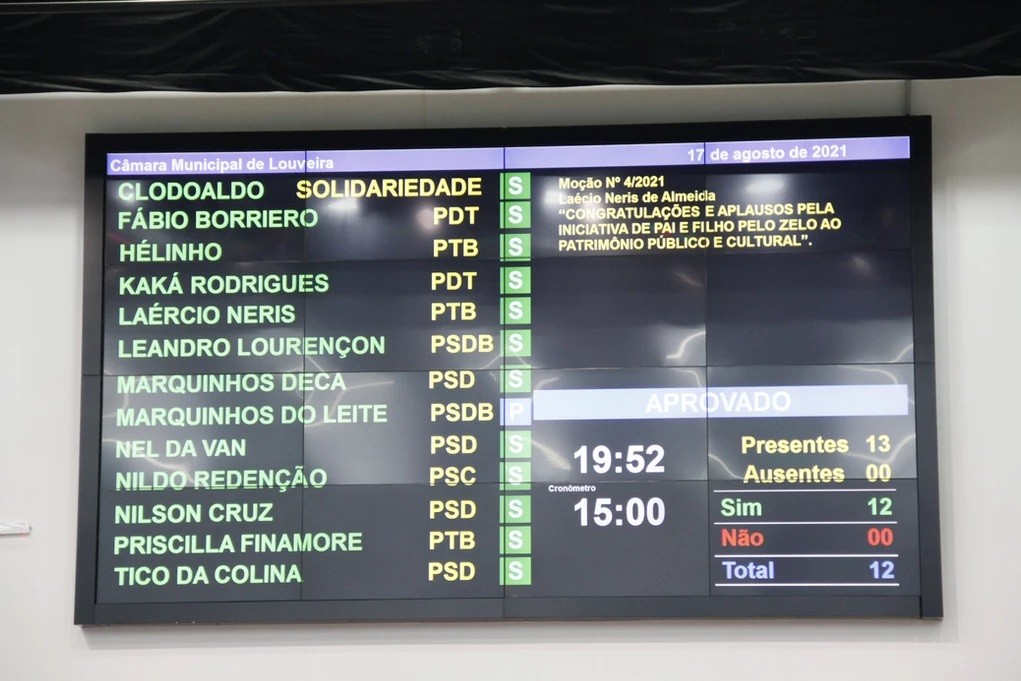 Câmara Municipal de Louveira 17 de agosto de 2021
CLODOALDO SOLIDARIEDADE S
FÁBIO BORRIERO PDT S
HÉLINHO PTB S
KAKÁ RODRIGUES PDT S
LAÉRCIO NERIS PTB S
LEANDRO LOURENÇON PSDB S
MARQUINHOS DECA PSD S
MARQUINHOS DO LEITE PSDB P
NEL DA VAN PSD S
NILDO REDENÇÃO PSC S
NILSON CRUZ PSD S
PRISCILLA FINAMORE PTB S
TICO DA COLINA PSD S
Moção Nº 4/2021
Laécio Neris de Almeida
“CONGRATULAÇÕES E APLAUSOS PELA
INICIATIVA DE PAI E FILHO PELO ZELO AO
PATRIMÔNIO PÚBLICO E CULTURAL”.
APROVADO
19:52
Cronômetro
15:00
Presentes 13
Ausentes 00
Sim 12
Não 00
Total 12